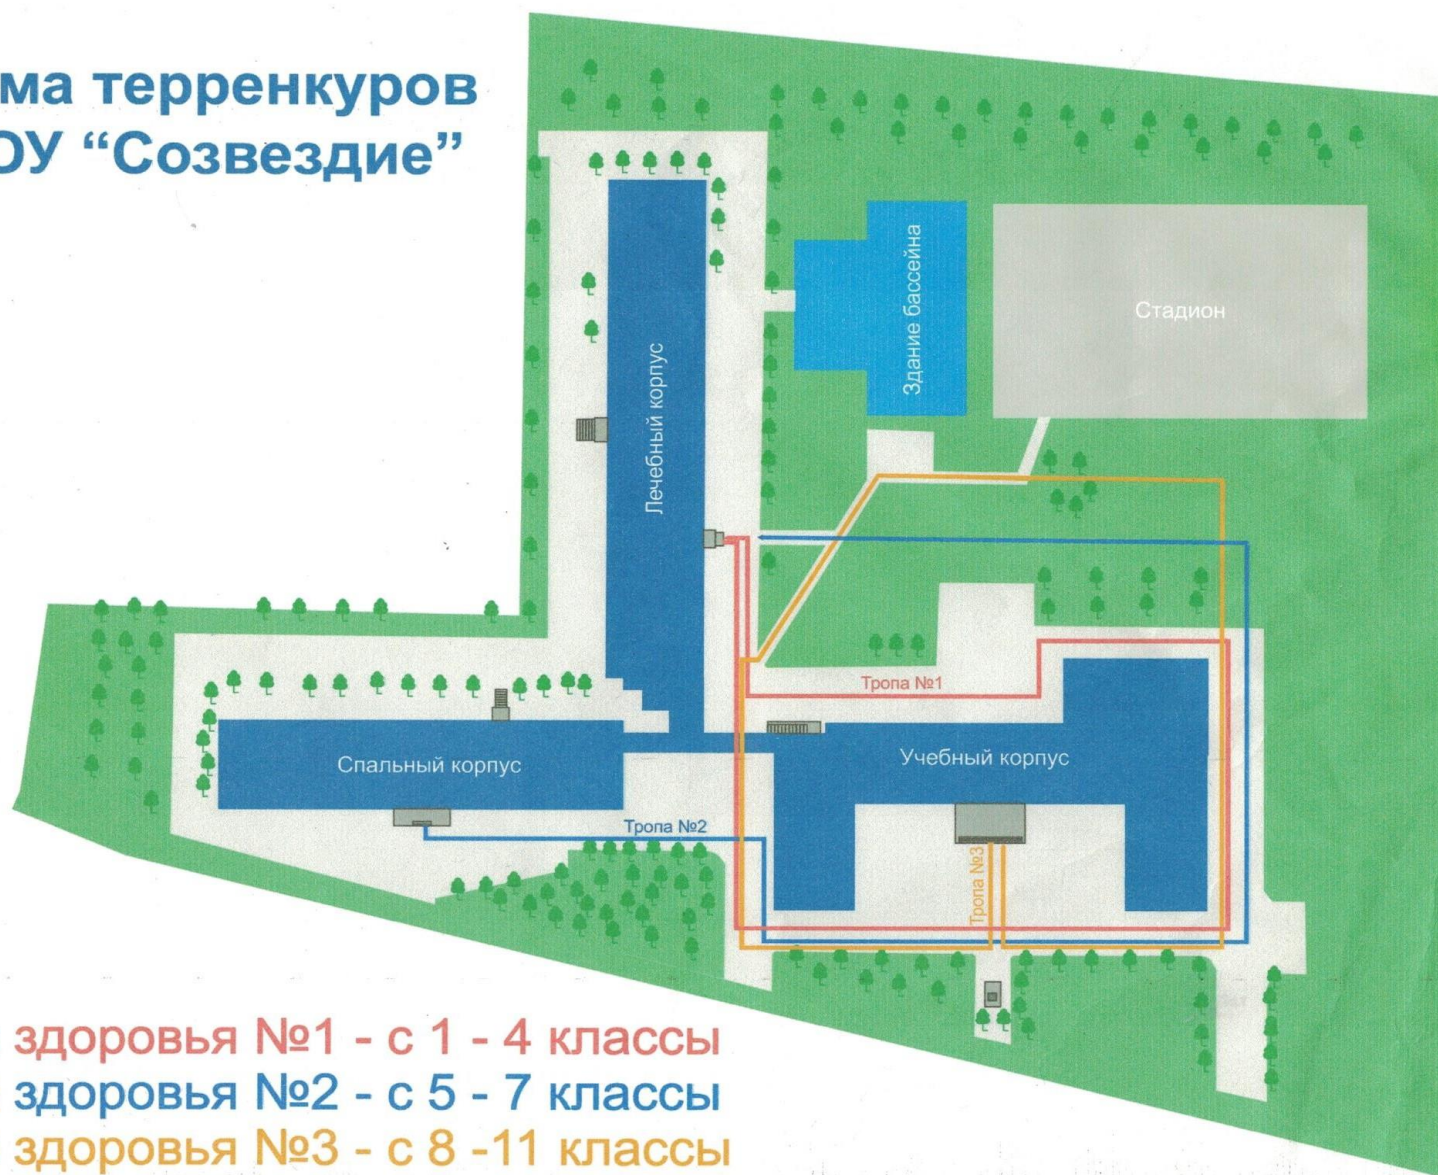 ма терренкуров
ОУ “Созвездие”
Здание бассейна
Стадион
Лечебный корпус
Тропа №1
Спальный корпус
Учебный корпус
Тропа №2
Тропа №3
здоровья №1 - с 1 - 4 классы
здоровья №2 - с 5 - 7 классы
здоровья №3 - с 8 -11 классы